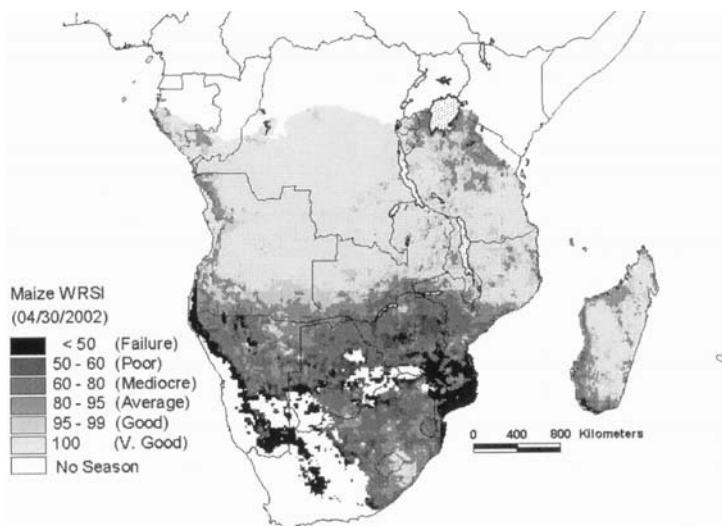 Maize WRSI
(04/30/2002)
< 50 (Failure)
50 - 60 (Poor)
60 - 80 (Mediocre)
80 - 95 (Average)
95 - 99 (Good)
100 (V. Good)
No Season
0 400 800 Kilometers